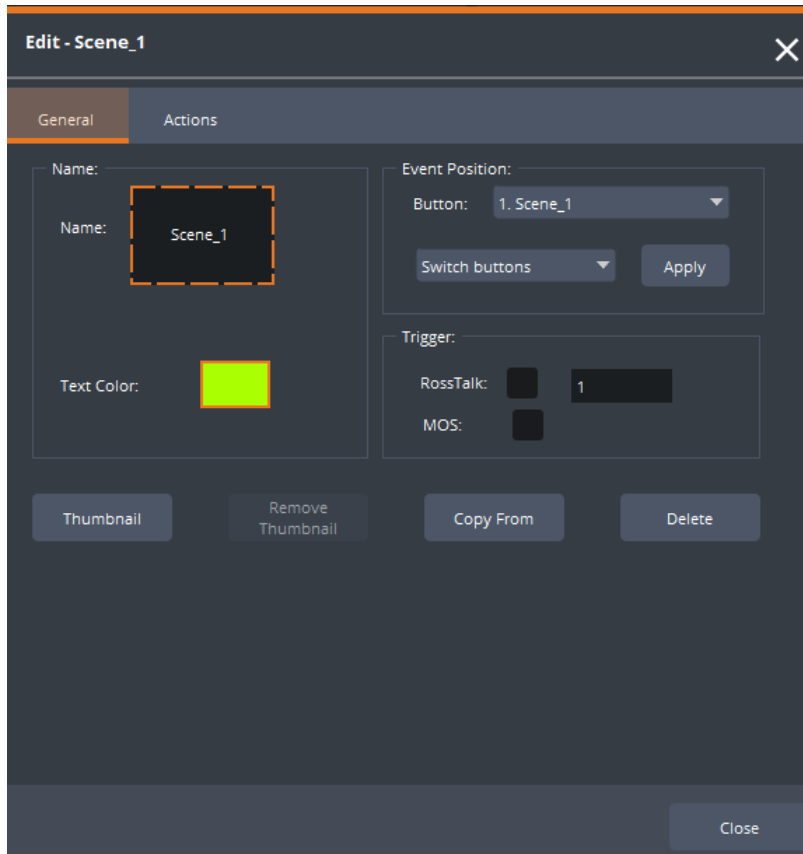 Edit - Scene_1
General
Actions
Name:
Name:
Scene_1
Text Color:
Event Position:
Button:
1. Scene_1
Switch buttons
Apply
Trigger:
RossTalk:
1
MOS:
Thumbnail
Remove
Thumbnail
Copy From
Delete
Close